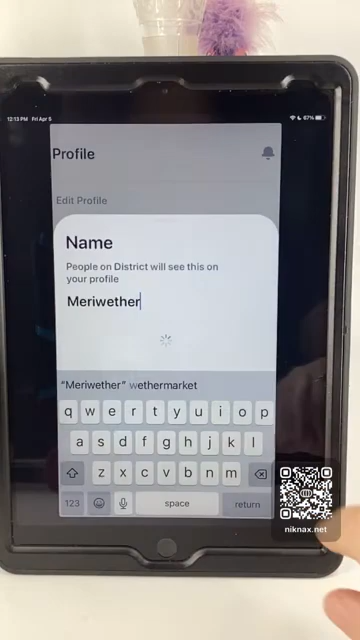 12:13 PM Fri Apr 5
67%
Profile
Edit Profile
Name
People on District will see this on
your profile
Meriwether
“Meriwether” wethermarket
q w e r t y u i o p
a s d f g h j k l
z x c v b n m
123 space return
niknax.net